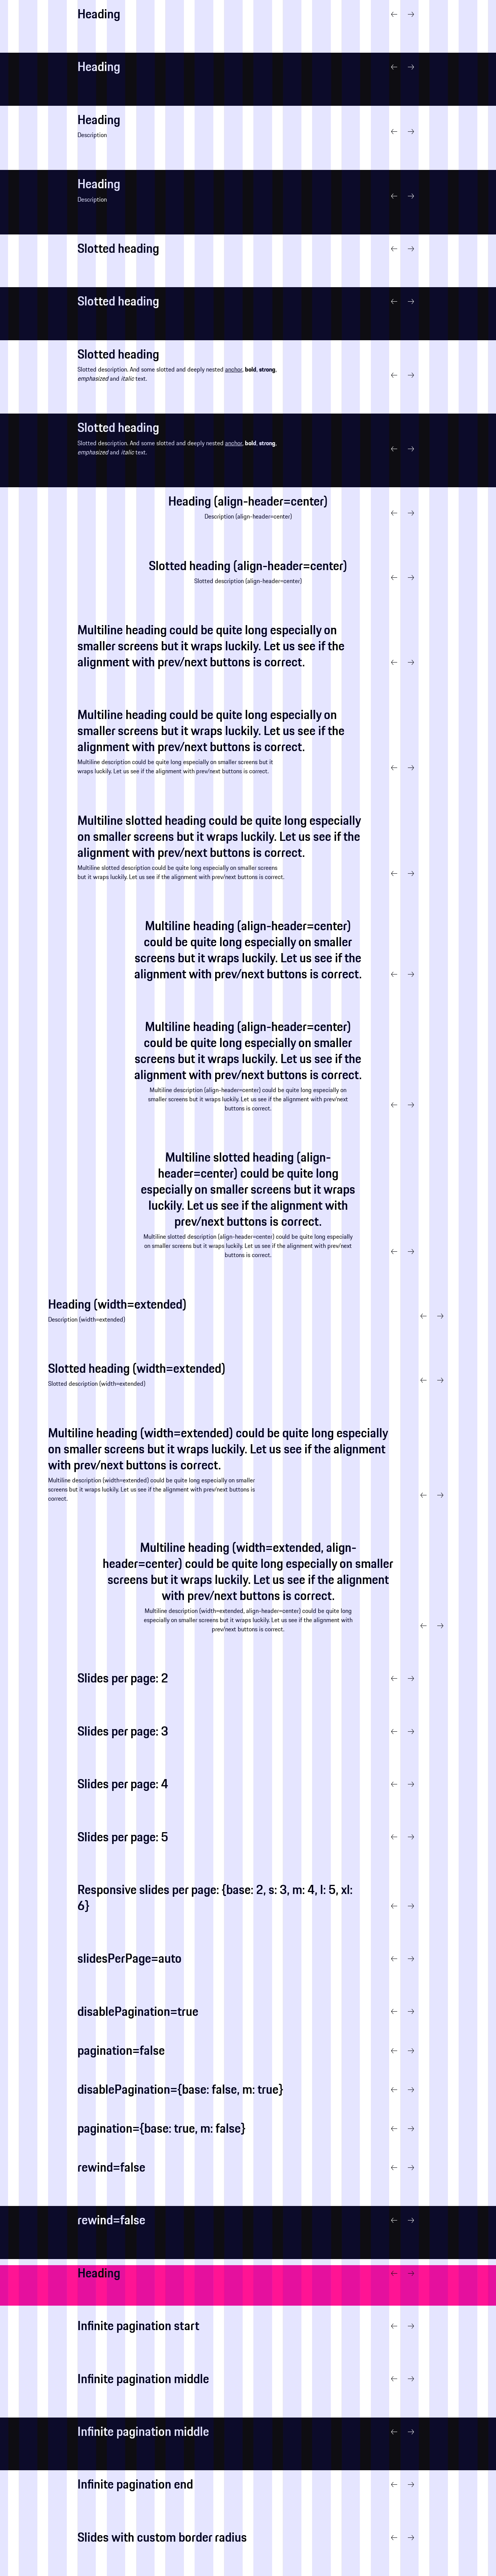 Heading
Heading
Heading
Description
Heading
Description
Slotted heading
Slotted heading
Slotted heading
Slotted description. And some slotted and deeply nested anchor, bold, strong,
emphasized and italic text.
Slotted heading
Slotted description. And some slotted and deeply nested anchor, bold, strong,
emphasized and italic text.
Heading (align-header=center)
Description (align-header=center)
Slotted heading (align-header=center)
Slotted description (align-header=center)
Multiline heading could be quite long especially on
smaller screens but it wraps luckily. Let us see if the
alignment with prev/next buttons is correct.
Multiline heading could be quite long especially on
smaller screens but it wraps luckily. Let us see if the
alignment with prev/next buttons is correct.
Multiline description could be quite long especially on smaller screens but it
wraps luckily. Let us see if the alignment with prev/next buttons is correct.
Multiline slotted heading could be quite long especially
on smaller screens but it wraps luckily. Let us see if the
alignment with prev/next buttons is correct.
Multiline slotted description could be quite long especially on smaller screens
but it wraps luckily. Let us see if the alignment with prev/next buttons is correct.
Multiline heading (align-header=center)
could be quite long especially on smaller
screens but it wraps luckily. Let us see if the
alignment with prev/next buttons is correct.
Multiline heading (align-header=center)
could be quite long especially on smaller
screens but it wraps luckily. Let us see if the
alignment with prev/next buttons is correct.
Multiline description (align-header=center) could be quite long especially on
smaller screens but it wraps luckily. Let us see if the alignment with prev/next
buttons is correct.
Multiline slotted heading (align-
header=center) could be quite long
especially on smaller screens but it wraps
luckily. Let us see if the alignment with
prev/next buttons is correct.
Multiline slotted description (align-header=center) could be quite long especially
on smaller screens but it wraps luckily. Let us see if the alignment with prev/next
buttons is correct.
Heading (width=extended)
Description (width=extended)
Slotted heading (width=extended)
Slotted description (width=extended)
Multiline heading (width=extended) could be quite long especially
on smaller screens but it wraps luckily. Let us see if the alignment
with prev/next buttons is correct.
Multiline description (width=extended) could be quite long especially on smaller
screens but it wraps luckily. Let us see if the alignment with prev/next buttons is
correct.
Multiline heading (width=extended, align-
header=center) could be quite long especially on smaller
screens but it wraps luckily. Let us see if the alignment
with prev/next buttons is correct.
Multiline description (width=extended, align-header=center) could be quite long
especially on smaller screens but it wraps luckily. Let us see if the alignment with
prev/next buttons is correct.
Slides per page: 2
Slides per page: 3
Slides per page: 4
Slides per page: 5
Responsive slides per page: {base: 2, s: 3, m: 4, l: 5, xl:
6}
slidesPerPage=auto
disablePagination=true
pagination=false
disablePagination={base: false, m: true}
pagination={base: true, m: false}
rewind=false
rewind=false
Heading
Infinite pagination start
Infinite pagination middle
Infinite pagination middle
Infinite pagination end
Slides with custom border radius